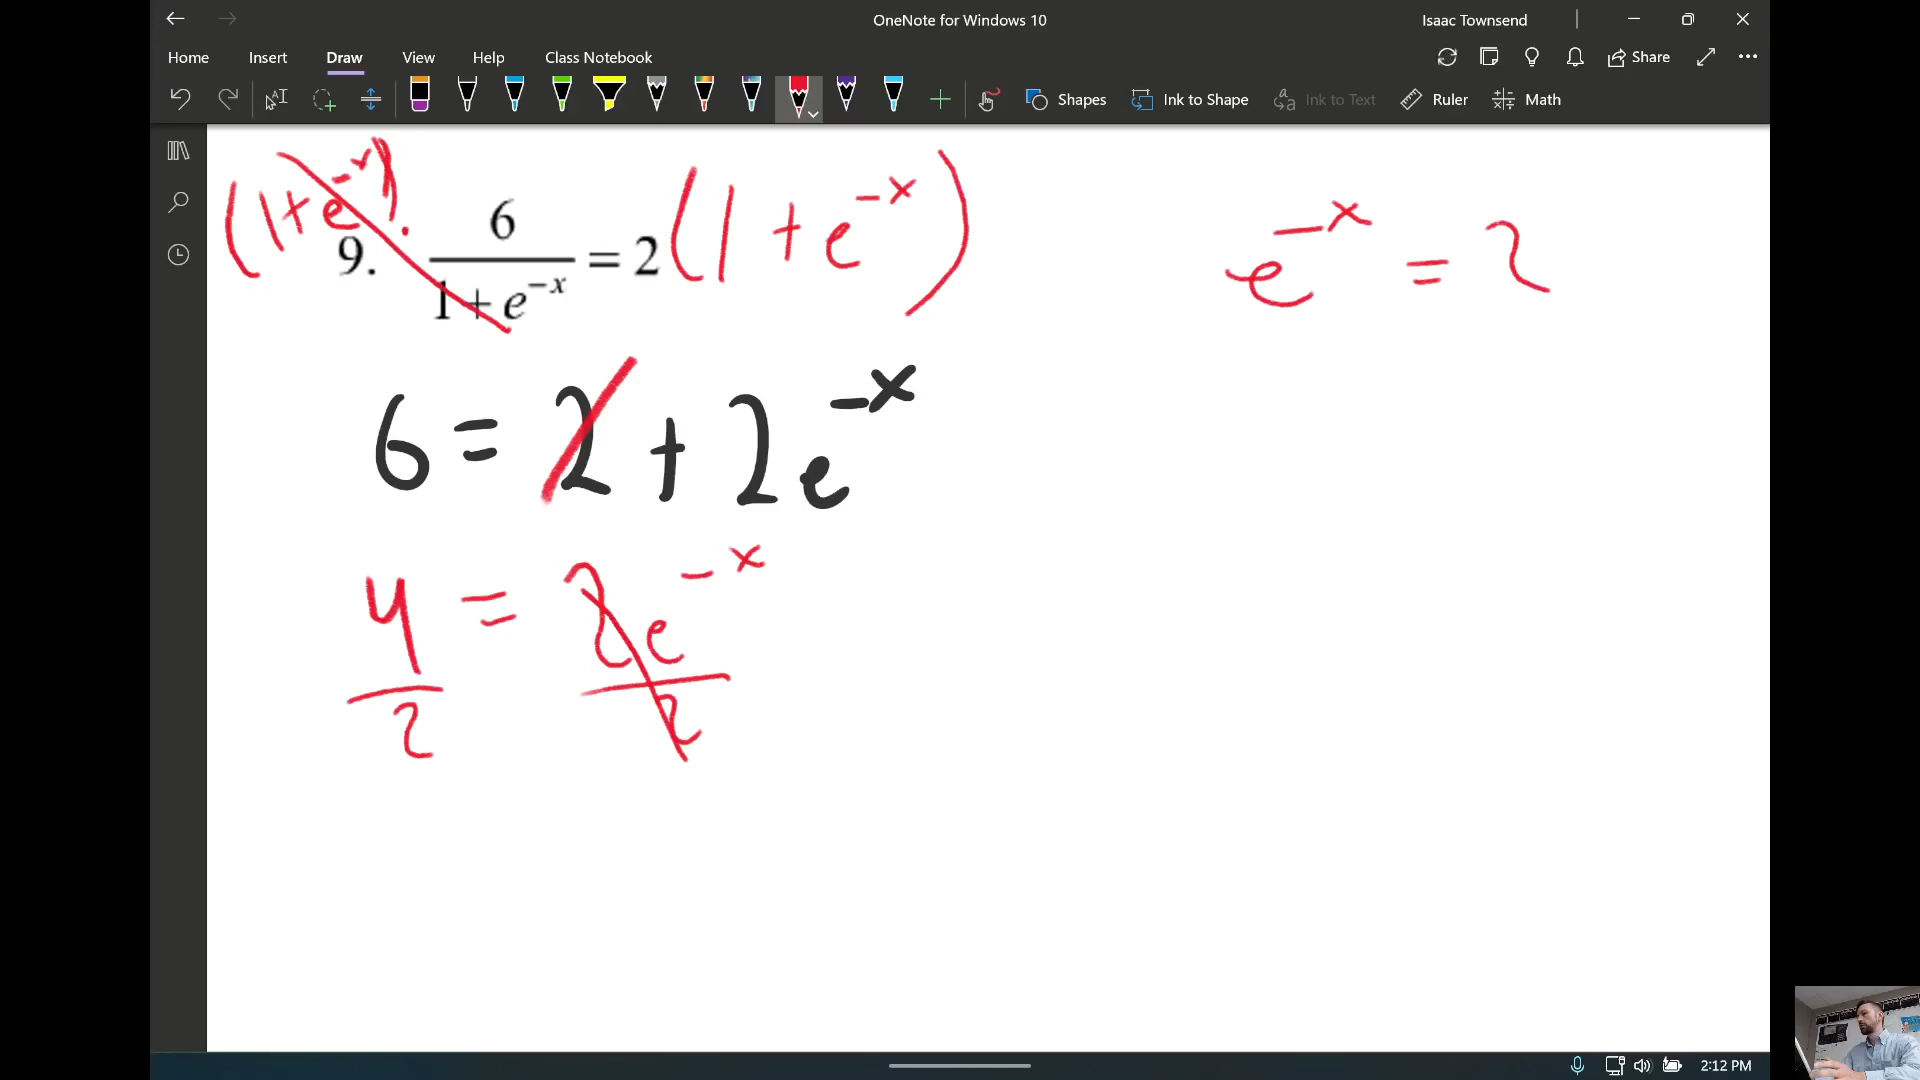 OneNote for Windows 10
Isaac Townsend
Home Insert Draw View Help Class Notebook
Share
Shapes Ink to Shape Ink to Text Ruler Math
(1+e^-x) · 9. 6/(1 + e^-x) = 2 (1 + e^-x)
e^-x = 2
6 = 2 + 2e^-x
4/2 = 2e^-x/2
2:12 PM